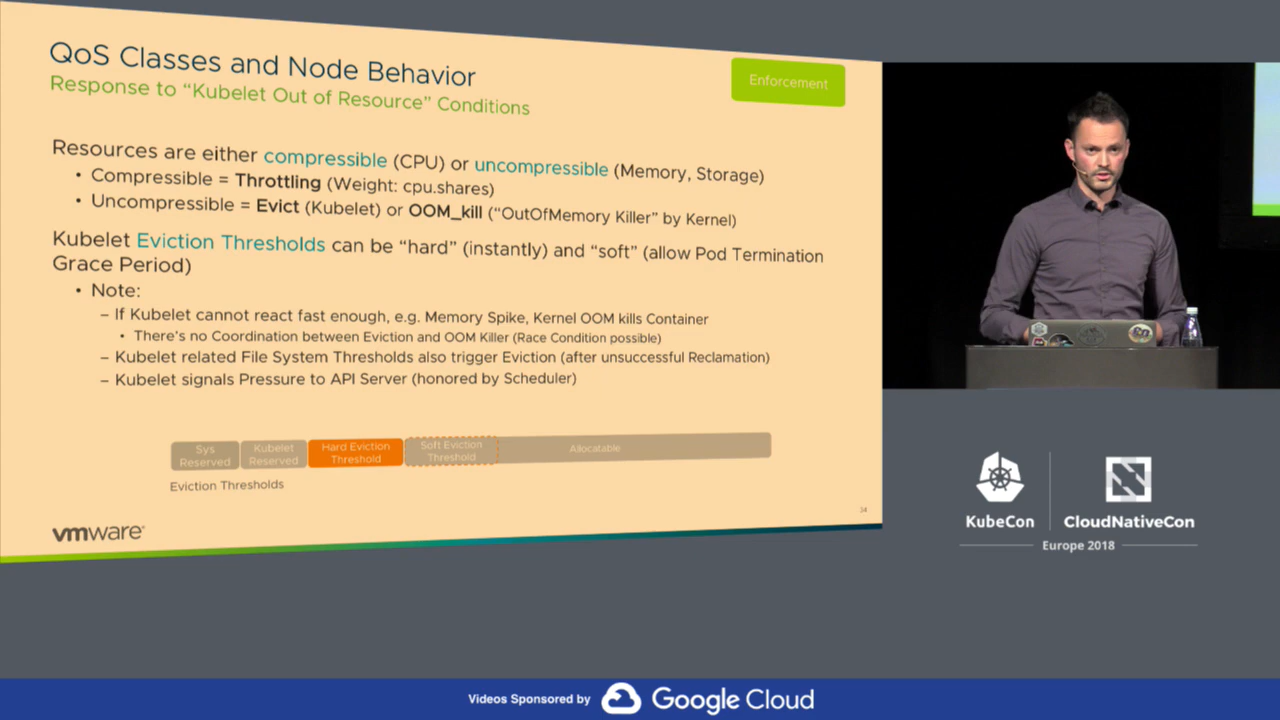 QoS Classes and Node Behavior
Response to “Kubelet Out of Resource” Conditions
Enforcement
Resources are either compressible (CPU) or uncompressible (Memory, Storage)
• Compressible = Throttling (Weight: cpu.shares)
• Uncompressible = Evict (Kubelet) or OOM_kill (“OutOfMemory Killer” by Kernel)
Kubelet Eviction Thresholds can be “hard” (instantly) and “soft” (allow Pod Termination
Grace Period)
• Note:
– If Kubelet cannot react fast enough, e.g. Memory Spike, Kernel OOM kills Container
• There’s no Coordination between Eviction and OOM Killer (Race Condition possible)
– Kubelet related File System Thresholds also trigger Eviction (after unsuccessful Reclamation)
– Kubelet signals Pressure to API Server (honored by Scheduler)
Sys
Reserved
Kubelet
Reserved
Hard Eviction
Threshold
Soft Eviction
Threshold
Allocatable
Eviction Thresholds
34
vmware®
KubeCon
CloudNativeCon
Europe 2018
Videos Sponsored by
Google Cloud